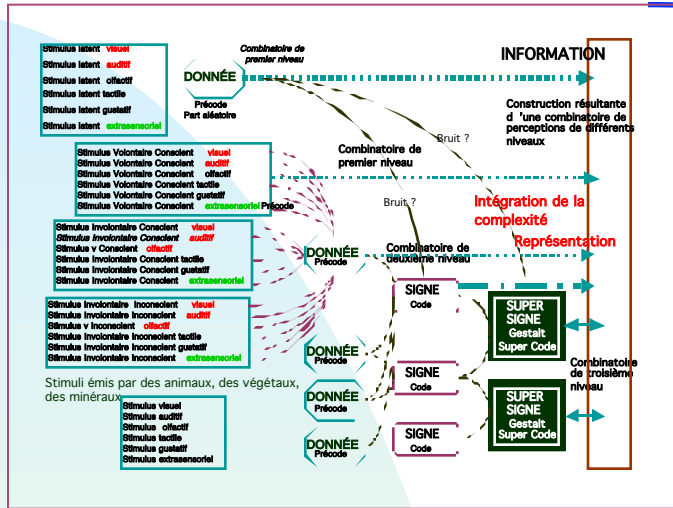 Stimulus latent visuel
Stimulus latent auditif
Stimulus latent olfactif
Stimulus latent tactile
Stimulus latent gustatif
Stimulus latent extrasensoriel
Combinatoire de
premier niveau
DONNÉE
Précode
Part aléatoire
INFORMATION
Construction résultante
d 'une combinatoire de
perceptions de différents
niveaux
Bruit ?
Combinatoire de
premier niveau
Stimulus Volontaire Conscient visuel
Stimulus Volontaire Conscient auditif
Stimulus Volontaire Conscient olfactif
Stimulus Volontaire Conscient tactile
Stimulus Volontaire Conscient gustatif
Stimulus Volontaire Conscient extrasensoriel Précode
Bruit ?
Intégration de la
complexité
Représentation
Stimulus Involontaire Conscient visuel
Stimulus Involontaire Conscient auditif
Stimulus v Conscient olfactif
Stimulus Involontaire Conscient tactile
Stimulus Involontaire Conscient gustatif
Stimulus Involontaire Conscient extrasensoriel
DONNÉE
Précode
Combinatoire de
deuxième niveau
SIGNE
Code
Stimulus Involontaire Inconscient visuel
Stimulus Involontaire Inconscient auditif
Stimulus v Inconscient olfactif
Stimulus Involontaire Inconscient tactile
Stimulus Involontaire Inconscient gustatif
Stimulus Involontaire Inconscient extrasensoriel
SUPER
SIGNE
Gestalt
Super Code
DONNÉE
Précode
Combinatoire
de troisième
niveau
SIGNE
Code
Stimuli émis par des animaux, des végétaux,
des minéraux
Stimulus visuel
Stimulus auditif
Stimulus olfactif
Stimulus tactile
Stimulus gustatif
Stimulus extrasensoriel
DONNÉE
Précode
SUPER
SIGNE
Gestalt
Super Code
DONNÉE
Précode
SIGNE
Code